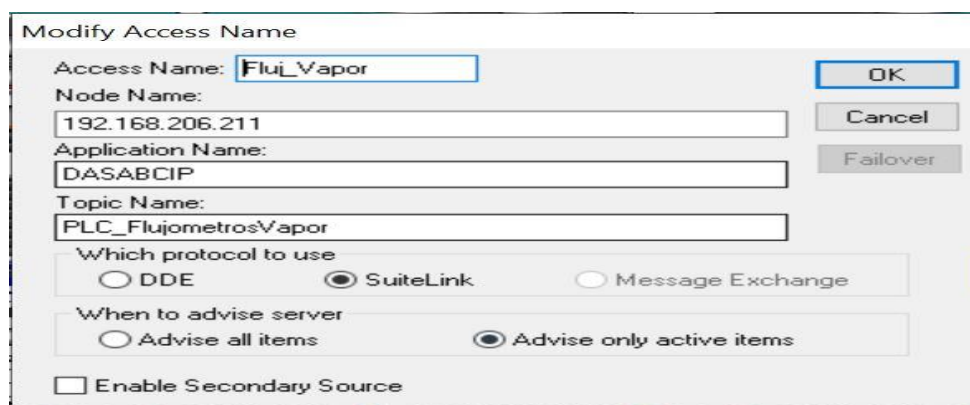 Modify Access Name
Access Name: Fluj_Vapor
OK
Node Name:
192.168.206.211
Cancel
Application Name:
Failover
DASABCIP
Topic Name:
PLC_FlujometrosVapor
Which protocol to use
DDE SuiteLink Message Exchange
When to advise server
Advise all items Advise only active items
Enable Secondary Source